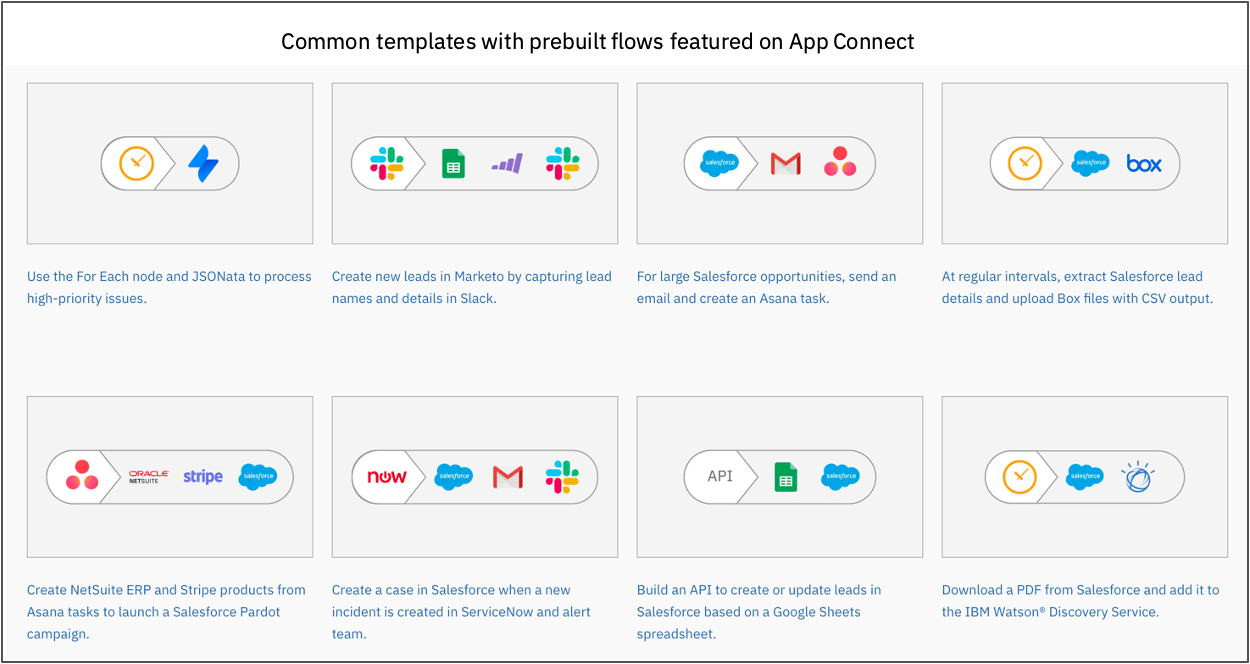 Common templates with prebuilt flows featured on App Connect
salesforce
salesforce
box
Use the For Each node and JSONata to process
high-priority issues.
Create new leads in Marketo by capturing lead
names and details in Slack.
For large Salesforce opportunities, send an
email and create an Asana task.
At regular intervals, extract Salesforce lead
details and upload Box files with CSV output.
ORACLE
NETSUITE
stripe
salesforce
now
salesforce
API
salesforce
salesforce
Create NetSuite ERP and Stripe products from
Asana tasks to launch a Salesforce Pardot
campaign.
Create a case in Salesforce when a new
incident is created in ServiceNow and alert
team.
Build an API to create or update leads in
Salesforce based on a Google Sheets
spreadsheet.
Download a PDF from Salesforce and add it to
the IBM Watson® Discovery Service.